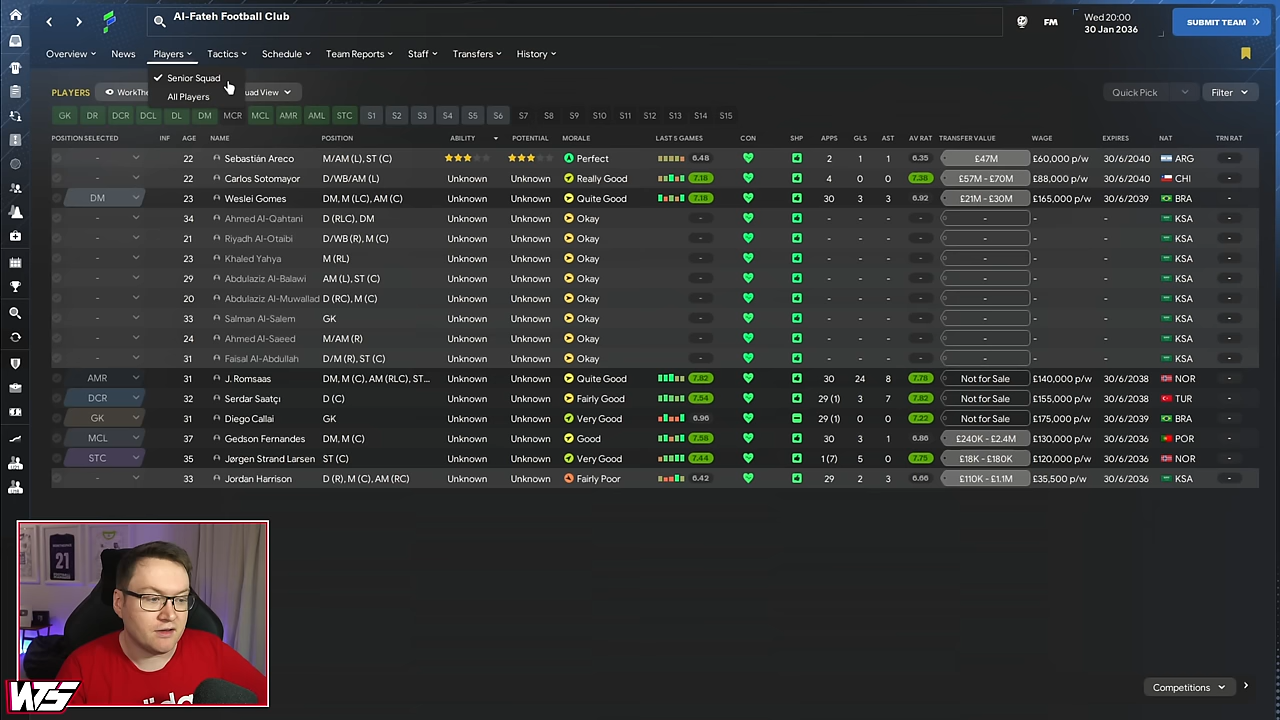 Al-Fateh Football Club
FM
Wed 20:00
30 Jan 2036
SUBMIT TEAM
Overview News Players Tactics Schedule Team Reports Staff Transfers History
Senior Squad
All Players
PLAYERS
Quick Pick
Filter
GK DR DCR DCL DL DM MCR MCL AMR AML STC S1 S2 S3 S4 S5 S6 S7 S8 S9 S10 S11 S12 S13 S14 S15
POSITION SELECTED INF AGE NAME POSITION ABILITY POTENTIAL MORALE LAST 5 GAMES CON SHP APPS GLS AST AV RAT TRANSFER VALUE WAGE EXPIRES NAT TRN RAT
- 22 Sebastián Areco M/AM (L), ST (C) Perfect 6.48 2 1 1 6.35 £47M £60,000 p/w 30/6/2040 ARG -
- 22 Carlos Sotomayor D/WB/AM (L) Unknown Unknown Really Good 7.18 4 0 0 7.38 £57M - £70M £88,000 p/w 30/6/2040 CHI -
DM 23 Weslei Gomes DM, M (LC), AM (C) Unknown Unknown Quite Good 7.18 30 3 3 6.92 £21M - £30M £165,000 p/w 30/6/2039 BRA -
- 34 Ahmed Al-Qahtani D (RLC), DM Unknown Unknown Okay - - - - - - - - KSA -
- 21 Riyadh Al-Otaibi D/WB (R), M (C) Unknown Unknown Okay - - - - - - - - KSA -
- 23 Khaled Yahya M (RL) Unknown Unknown Okay - - - - - - - - KSA -
- 29 Abdulaziz Al-Balawi AM (L), ST (C) Unknown Unknown Okay - - - - - - - - KSA -
- 20 Abdulaziz Al-Muwallad D (RC), M (C) Unknown Unknown Okay - - - - - - - - KSA -
- 33 Salman Al-Salem GK Unknown Unknown Okay - - - - - - - - KSA -
- 24 Ahmed Al-Saeed M/AM (R) Unknown Unknown Okay - - - - - - - - KSA -
- 31 Faisal Al-Abdullah D/M (R), ST (C) Unknown Unknown Okay - - - - - - - - KSA -
AMR 31 J. Romsaas DM, M (C), AM (RLC), ST... Unknown Unknown Quite Good 7.82 30 24 8 7.78 Not for Sale £140,000 p/w 30/6/2038 NOR -
DCR 32 Serdar Saatçı D (C) Unknown Unknown Fairly Good 7.54 29 (1) 3 7 7.82 Not for Sale £155,000 p/w 30/6/2038 TUR -
GK 31 Diego Callai GK Unknown Unknown Very Good 6.96 29 (1) 0 0 7.22 Not for Sale £175,000 p/w 30/6/2039 BRA -
MCL 37 Gedson Fernandes DM, M (C) Unknown Unknown Good 7.58 30 3 1 6.86 £240K - £2.4M £130,000 p/w 30/6/2036 POR -
STC 35 Jørgen Strand Larsen ST (C) Unknown Unknown Very Good 7.44 1 (7) 5 0 7.75 £18K - £180K £120,000 p/w 30/6/2036 NOR -
- 33 Jordan Harrison D (R), M (C), AM (RC) Unknown Unknown Fairly Poor 6.42 29 2 3 6.66 £110K - £1.1M £35,500 p/w 30/6/2036 KSA -
21
WTS
Competitions